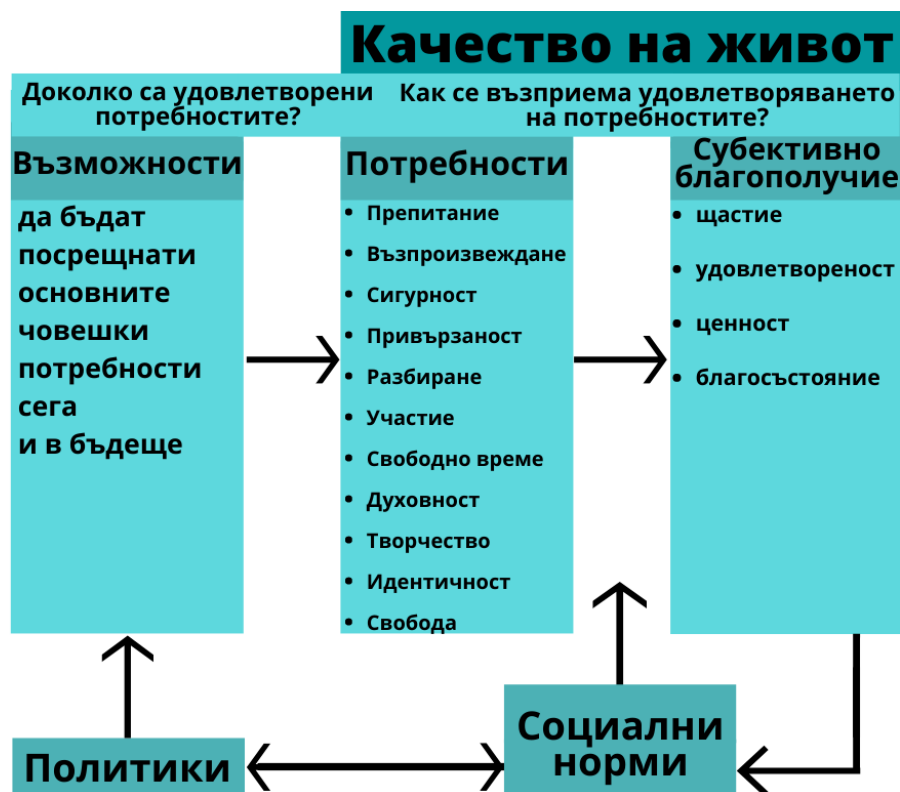 Качество на живот
Доколко са удовлетворени
потребностите?
Как се възприема удовлетворяването
на потребностите?
Възможности
да бъдат
посрещнати
основните
човешки
потребности
сега
и в бъдеще
Потребности
• Препитание
• Възпроизвеждане
• Сигурност
• Привързаност
• Разбиране
• Участие
• Свободно време
• Духовност
• Творчество
• Идентичност
• Свобода
Субективно
благополучие
• щастие
• удовлетвореност
• ценност
• благосъстояние
Политики
Социални
норми